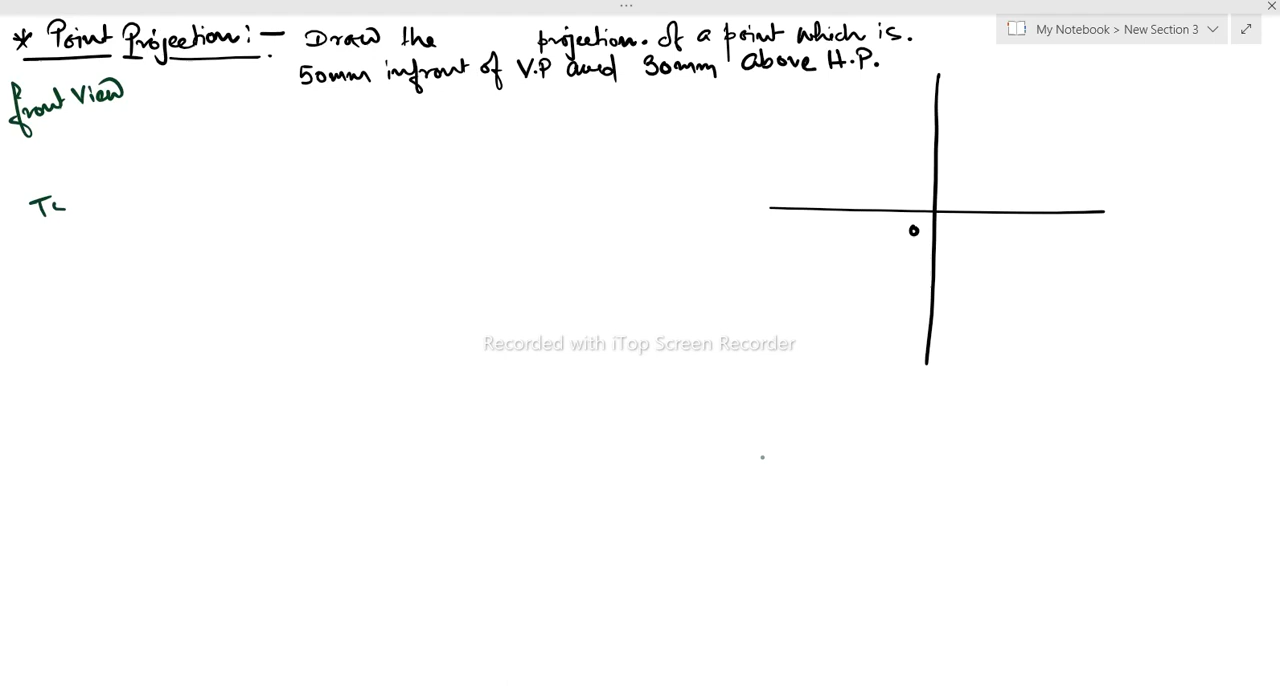 * Point Projection:- Draw the projection. of a point which is.
50mm infront of V.P and 30mm above H.P.
front View
To
My Notebook > New Section 3
Recorded with iTop Screen Recorder